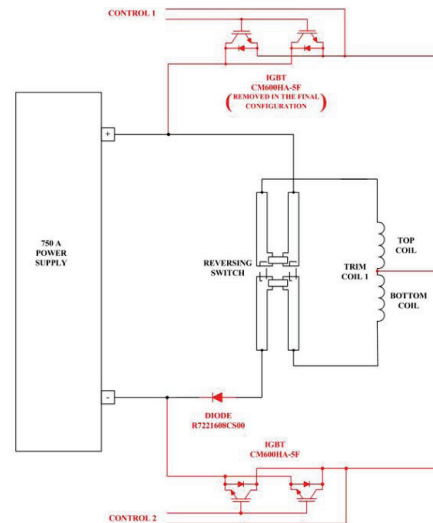 CONTROL 1
IGBT
CM600HA-5F
(REMOVED IN THE FINAL
CONFIGURATION)
+
750 A
POWER
SUPPLY
REVERSING
SWITCH
TRIM
COIL 1
TOP
COIL
BOTTOM
COIL
-
DIODE
R7221608CS00
IGBT
CM600HA-5F
CONTROL 2